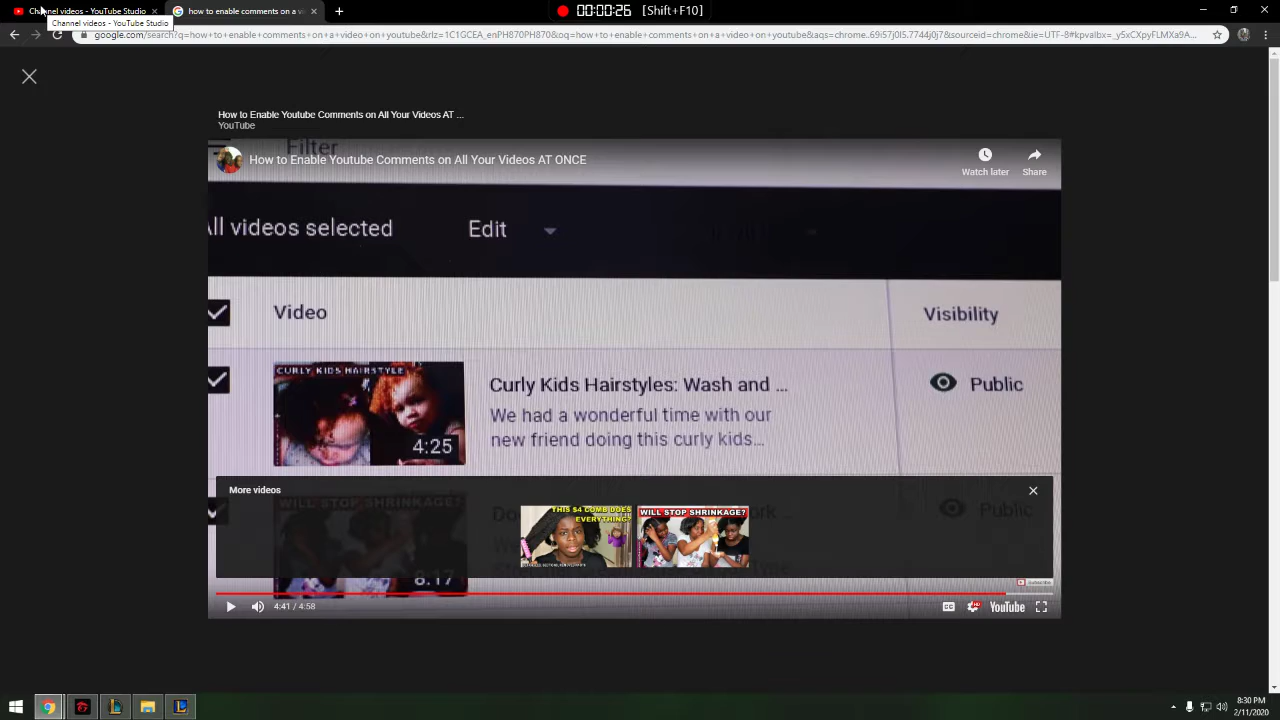 Channel videos - YouTube Studio
how to enable comments on a vi
00:00:26 [Shift+F10]
Channel videos - YouTube Studio
google.com/search?q=how+to+enable+comments+on+a+video+on+youtube&rlz=1C1GCEA_enPH870PH870&oq=how+to+enable+comments+on+a+video+on+youtube&aqs=chrome..69i57j0l5.7744j0j7&sourceid=chrome&ie=UTF-8#kpvalbx=_y5xCXpyFLMXa9A...
How to Enable Youtube Comments on All Your Videos AT ...
YouTube
Filter
How to Enable Youtube Comments on All Your Videos AT ONCE
Watch later
Share
All videos selected
Edit
Video
Visibility
CURLY KIDS HAIRSTYLE
4:25
Curly Kids Hairstyles: Wash and ...
We had a wonderful time with our
new friend doing this curly kids...
Public
More videos
WILL STOP SHRINKAGE?
THIS $4 COMB DOES
EVERYTHING?
WILL STOP SHRINKAGE?
Public
8:17
4:41 / 4:58
CC
HD
YouTube
8:30 PM
2/11/2020